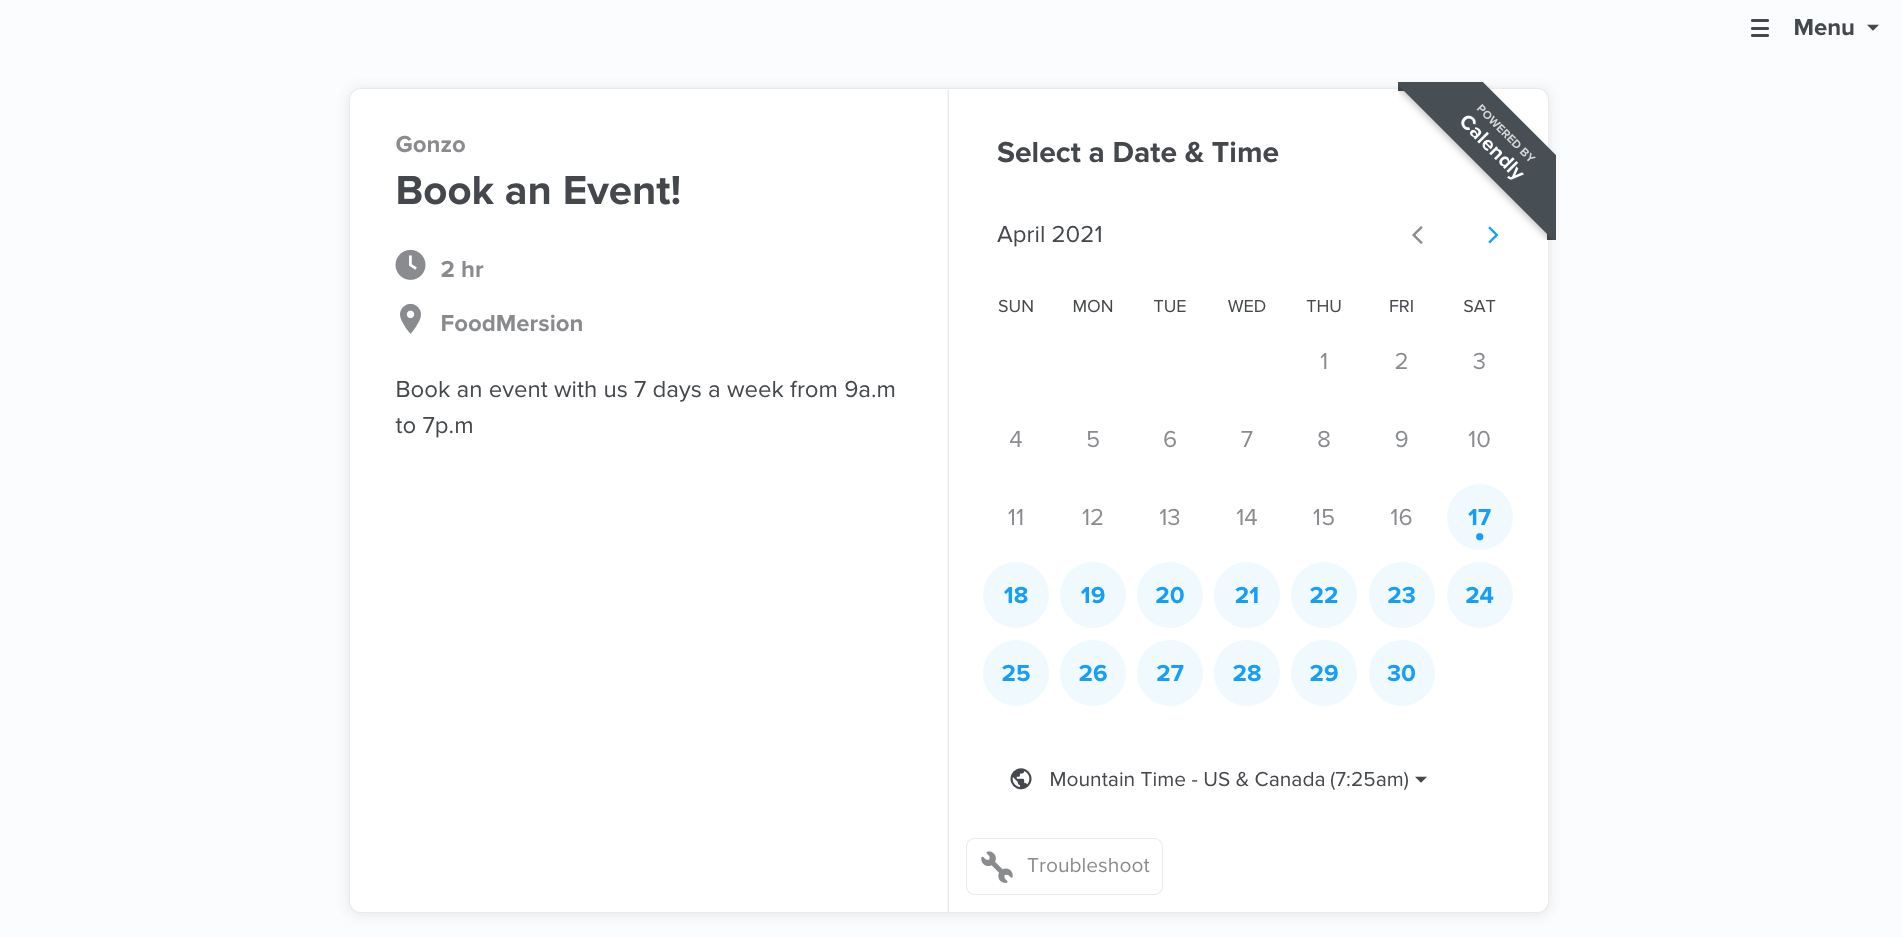 Menu
Gonzo
Book an Event!
2 hr
FoodMersion
Book an event with us 7 days a week from 9a.m
to 7p.m
POWERED BY
Calendly
Select a Date & Time
April 2021
SUN MON TUE WED THU FRI SAT
1 2 3
4 5 6 7 8 9 10
11 12 13 14 15 16 17
18 19 20 21 22 23 24
25 26 27 28 29 30
Mountain Time - US & Canada (7:25am)
Troubleshoot